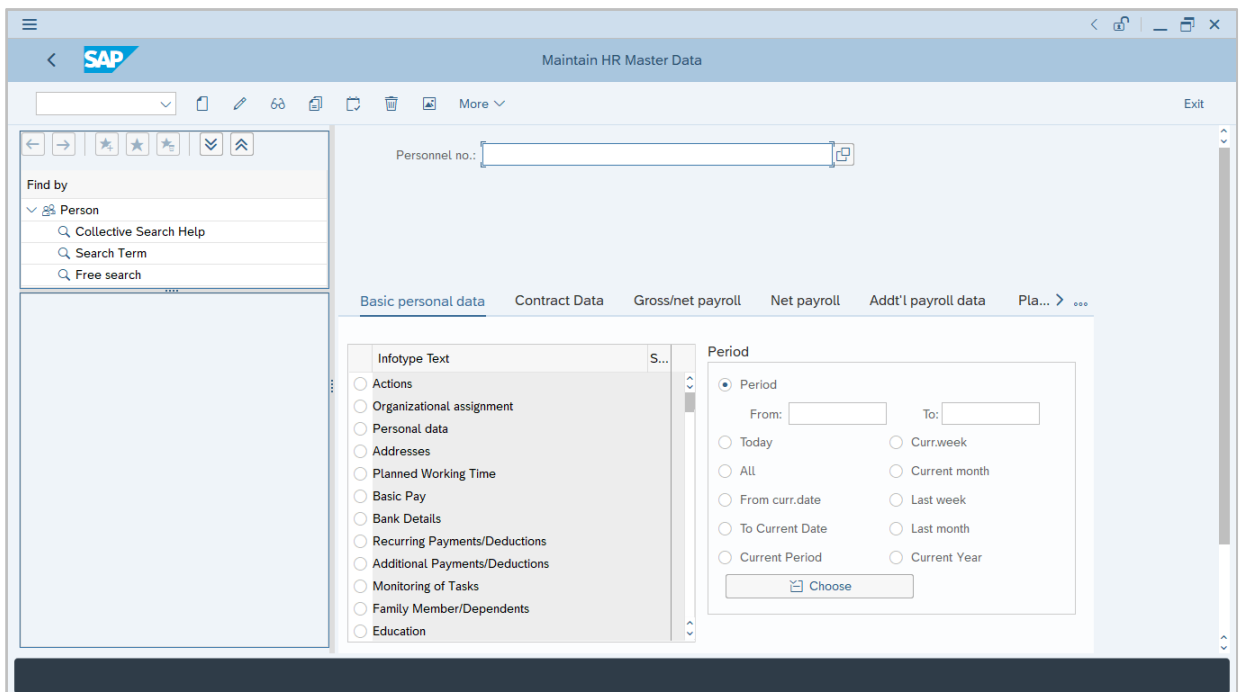 SAP
Maintain HR Master Data
More
Exit
Personnel no.:
Find by
Person
Collective Search Help
Search Term
Free search
Basic personal data Contract Data Gross/net payroll Net payroll Addt'l payroll data Pla...
Infotype Text S...
Actions
Organizational assignment
Personal data
Addresses
Planned Working Time
Basic Pay
Bank Details
Recurring Payments/Deductions
Additional Payments/Deductions
Monitoring of Tasks
Family Member/Dependents
Education
Period
Period
From: To:
Today Curr.week
All Current month
From curr.date Last week
To Current Date Last month
Current Period Current Year
Choose